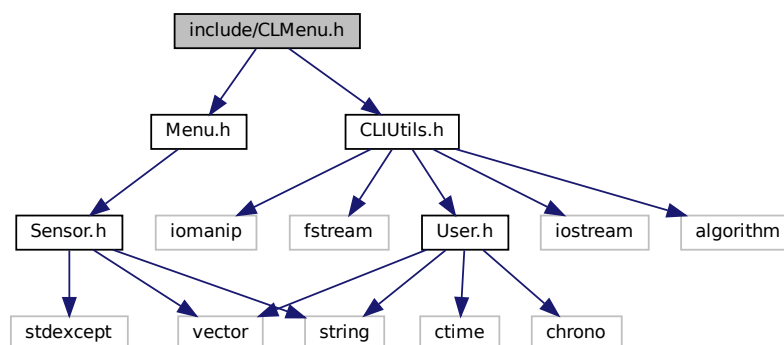 include/CLMenu.h
Menu.h
CLIUtils.h
Sensor.h
iomanip
fstream
User.h
iostream
algorithm
stdexcept
vector
string
ctime
chrono